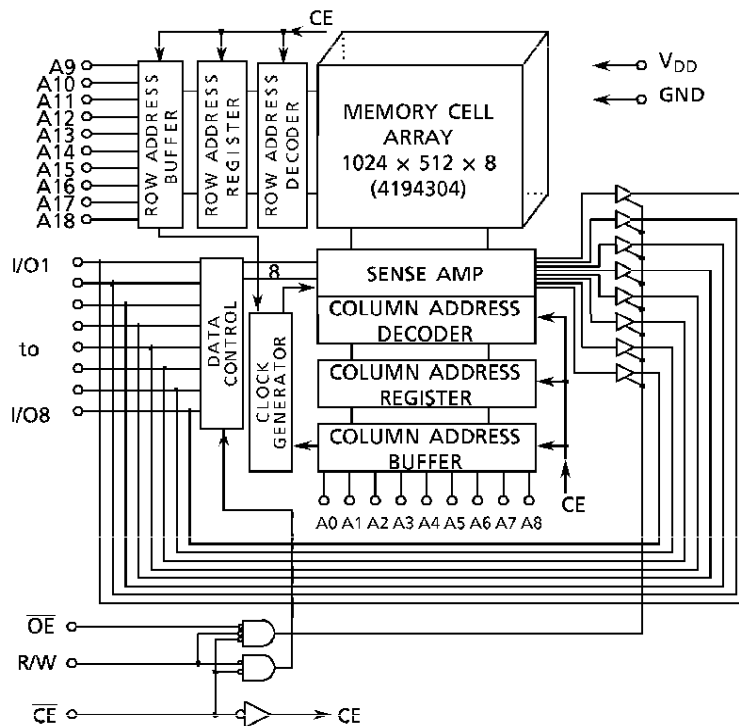 CE
A9
A10
A11
A12
A13
A14
A15
A16
A17
A18
ROW ADDRESS
BUFFER
ROW ADDRESS
REGISTER
ROW ADDRESS
DECODER
MEMORY CELL
ARRAY
1024 × 512 × 8
(4194304)
VDD
GND
I/O1
to
I/O8
DATA
CONTROL
8
CLOCK
GENERATOR
SENSE AMP
COLUMN ADDRESS
DECODER
COLUMN ADDRESS
REGISTER
COLUMN ADDRESS
BUFFER
CE
A0 A1 A2 A3 A4 A5 A6 A7 A8
O̅E̅
R/W
C̅E̅
CE